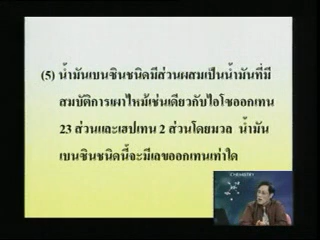 (5) น้ำมันเบนซินชนิดมีส่วนผสมเป็นน้ำมันที่มี
สมบัติการเผาไหม้เช่นเดียวกับไอโซออกเทน
23 ส่วนและเฮปเทน 2 ส่วนโดยมวล น้ำมัน
เบนซินชนิดนี้จะมีเลขออกเทนเท่าใด
CHEMISTRY